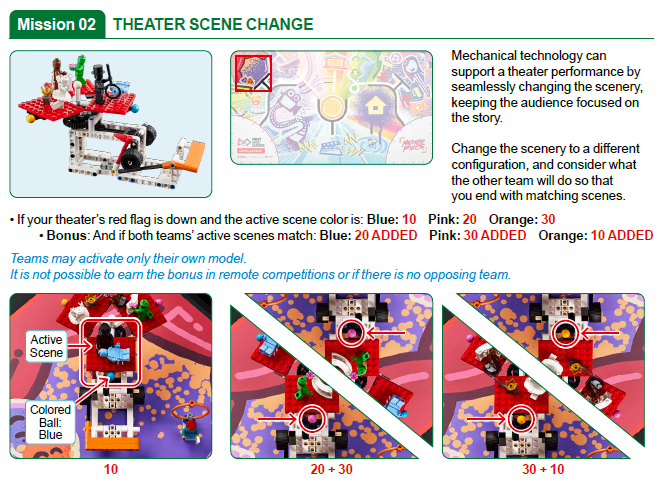 Mission 02 THEATER SCENE CHANGE
Mechanical technology can
support a theater performance by
seamlessly changing the scenery,
keeping the audience focused on
the story.
Change the scenery to a different
configuration, and consider what
the other team will do so that
you end with matching scenes.
• If your theater's red flag is down and the active scene color is: Blue: 10 Pink: 20 Orange: 30
• Bonus: And if both teams' active scenes match: Blue: 20 ADDED Pink: 30 ADDED Orange: 10 ADDED
Teams may activate only their own model.
It is not possible to earn the bonus in remote competitions or if there is no opposing team.
Active
Scene
Colored
Ball:
Blue
10
20 + 30
30 + 10